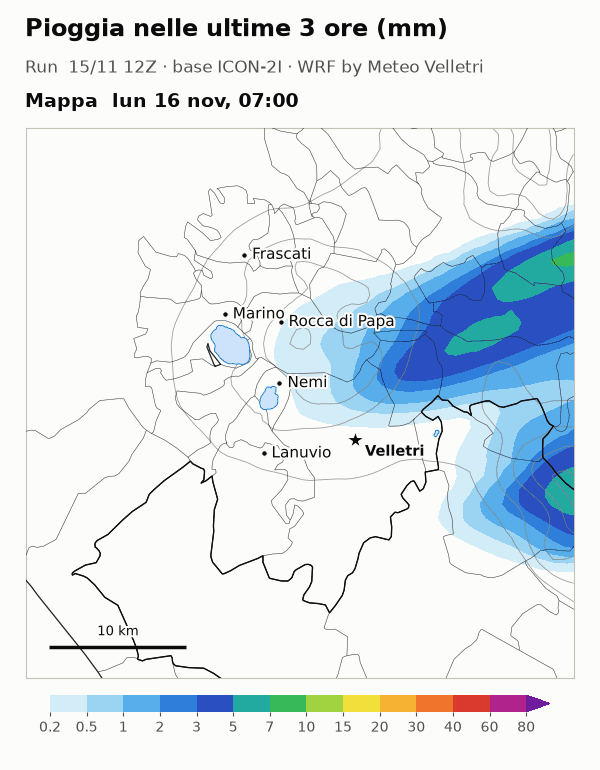 Pioggia nelle ultime 3 ore (mm)
Run  15/11 12Z · base ICON-2I · WRF by Meteo Velletri
Mappa  lun 16 nov, 07:00
Frascati
Marino
Rocca di Papa
Nemi
Velletri
Lanuvio
10 km
0.2 0.5 1 2 3 5 7 10 15 20 30 40 60 80